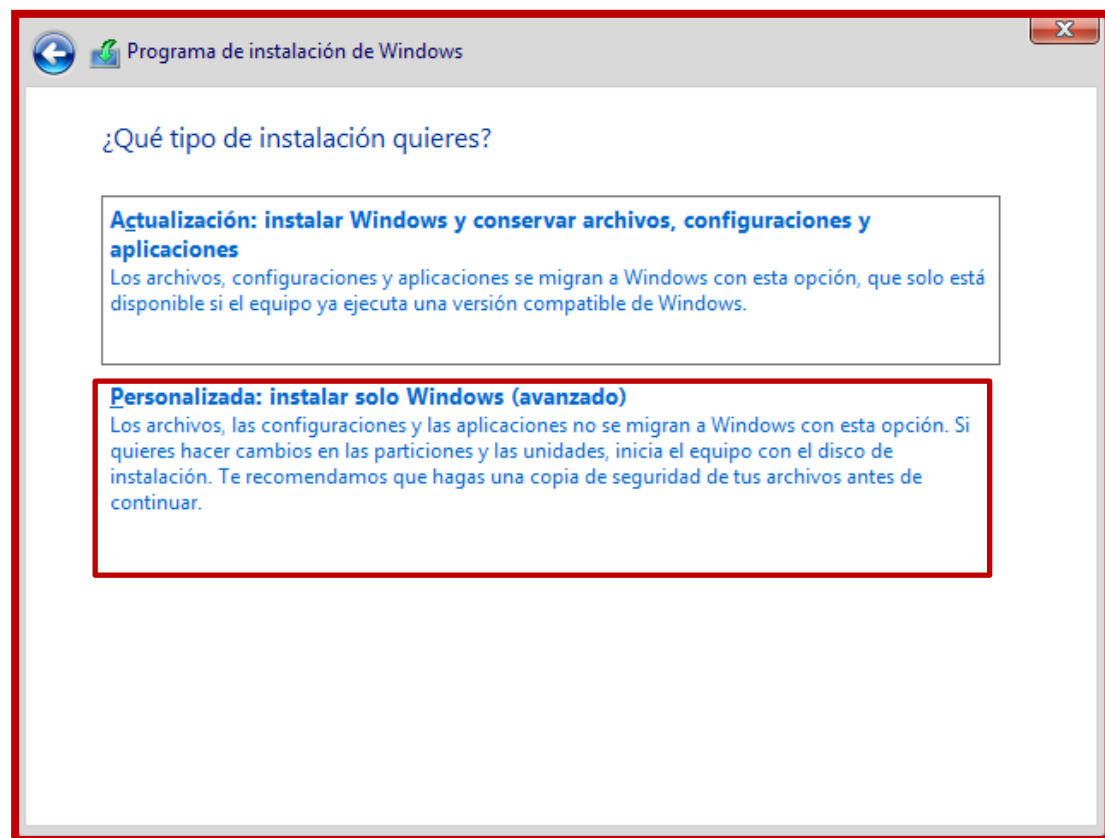 Programa de instalación de Windows
¿Qué tipo de instalación quieres?
Actualización: instalar Windows y conservar archivos, configuraciones y
aplicaciones
Los archivos, configuraciones y aplicaciones se migran a Windows con esta opción, que solo está
disponible si el equipo ya ejecuta una versión compatible de Windows.
Personalizada: instalar solo Windows (avanzado)
Los archivos, las configuraciones y las aplicaciones no se migran a Windows con esta opción. Si
quieres hacer cambios en las particiones y las unidades, inicia el equipo con el disco de
instalación. Te recomendamos que hagas una copia de seguridad de tus archivos antes de
continuar.